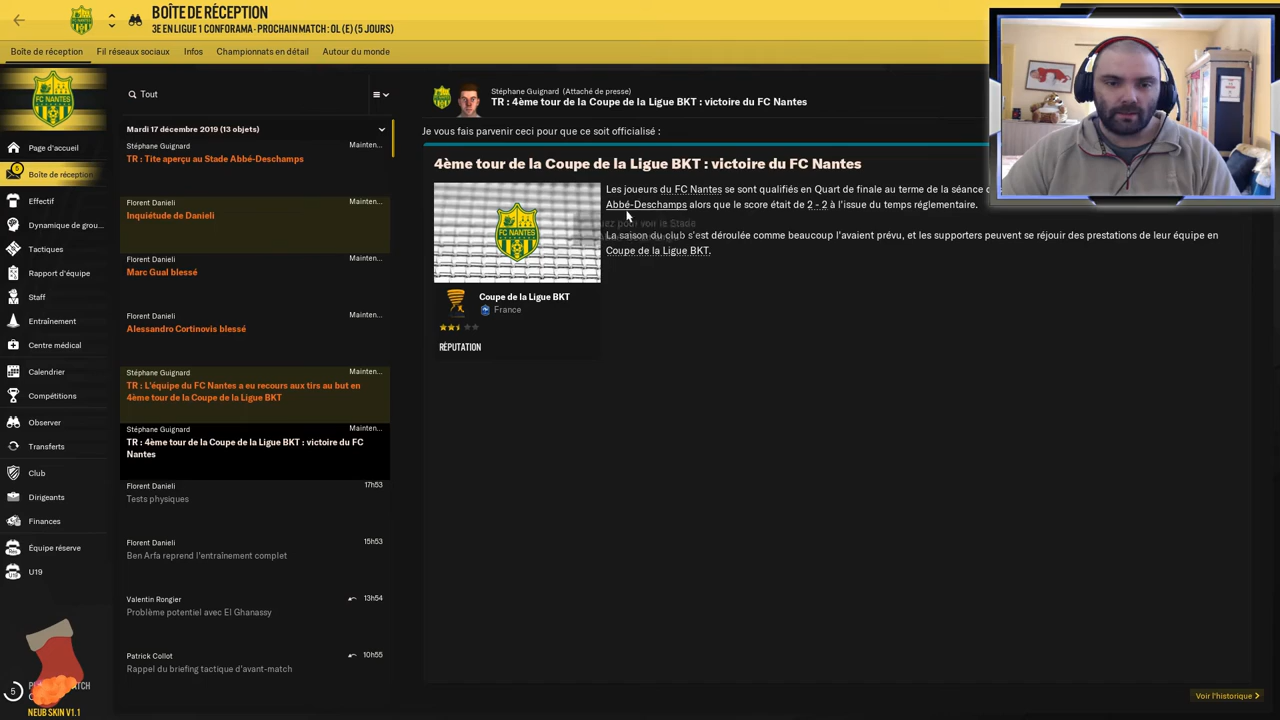 BOÎTE DE RÉCEPTION
3E EN LIGUE 1 CONFORAMA - PROCHAIN MATCH : OL (E) (5 JOURS)
Boîte de réception
Fil réseaux sociaux
Infos
Championnats en détail
Autour du monde
Page d'accueil
Boîte de réception
Effectif
Dynamique de grou...
Tactiques
Rapport d'équipe
Staff
Entraînement
Centre médical
Calendrier
Compétitions
Observer
Transferts
Club
Dirigeants
Finances
Équipe réserve
U19
5
NEUB SKIN V1.1
Tout
Mardi 17 décembre 2019 (13 objets)
Stéphane Guignard
Mainten...
TR : Tite aperçu au Stade Abbé-Deschamps
Florent Danieli
Mainten...
Inquiétude de Danieli
Florent Danieli
Mainten...
Marc Gual blessé
Florent Danieli
Mainten...
Alessandro Cortinovis blessé
Stéphane Guignard
Mainten...
TR : L'équipe du FC Nantes a eu recours aux tirs au but en
4ème tour de la Coupe de la Ligue BKT
Stéphane Guignard
Mainten...
TR : 4ème tour de la Coupe de la Ligue BKT : victoire du FC
Nantes
Florent Danieli
17h53
Tests physiques
Florent Danieli
15h53
Ben Arfa reprend l'entraînement complet
Valentin Rongier
13h54
Problème potentiel avec El Ghanassy
Patrick Collot
10h55
Rappel du briefing tactique d'avant-match
Stéphane Guignard (Attaché de presse)
TR : 4ème tour de la Coupe de la Ligue BKT : victoire du FC Nantes
Je vous fais parvenir ceci pour que ce soit officialisé :
4ème tour de la Coupe de la Ligue BKT : victoire du FC Nantes
Les joueurs du FC Nantes se sont qualifiés en Quart de finale au terme de la séance
Abbé-Deschamps alors que le score était de 2 - 2 à l'issue du temps réglementaire.
pour voir le Stade
La saison du club s'est déroulée comme beaucoup l'avaient prévu, et les supporters peuvent se réjouir des prestations de leur équipe en
Coupe de la Ligue BKT.
Coupe de la Ligue BKT
France
RÉPUTATION
Voir l'historique